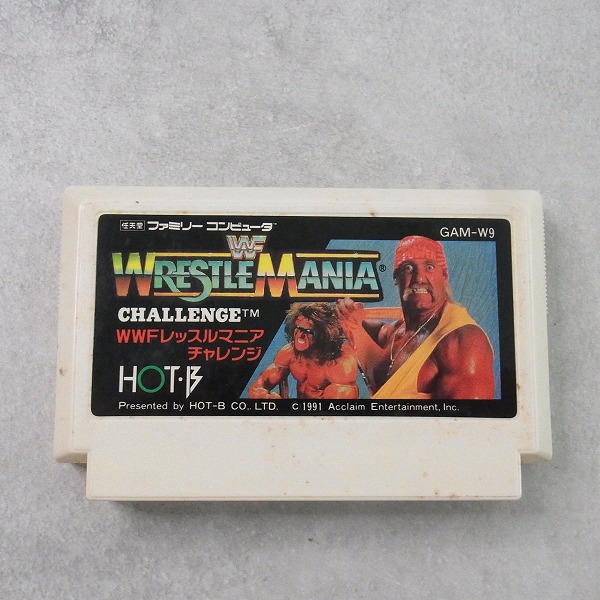 任天堂 ファミリー コンピュータ™
GAM-W9
WF
WRESTLEMANIA®
CHALLENGE™
WWFレッスルマニア
チャレンジ
HOT・B
Presented by HOT-B CO., LTD. © 1991 Acclaim Entertainment, Inc.